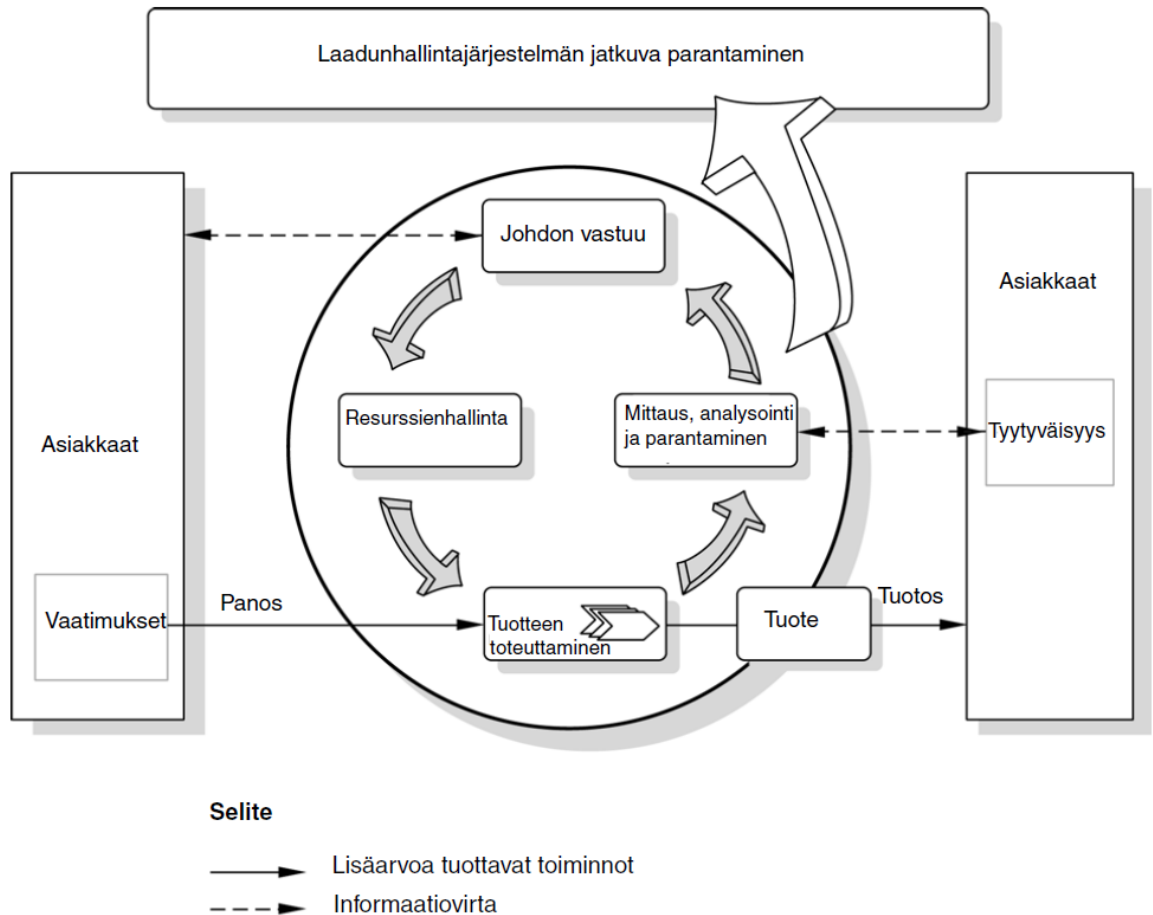 Laadunhallintajärjestelmän jatkuva parantaminen
Johdon vastuu
Asiakkaat
Asiakkaat
Resurssienhallinta
Mittaus, analysointi
ja parantaminen
Tyytyväisyys
Vaatimukset
Panos
Tuotteen
toteuttaminen
Tuote
Tuotos
Selite
Lisäarvoa tuottavat toiminnot
Informaatiovirta